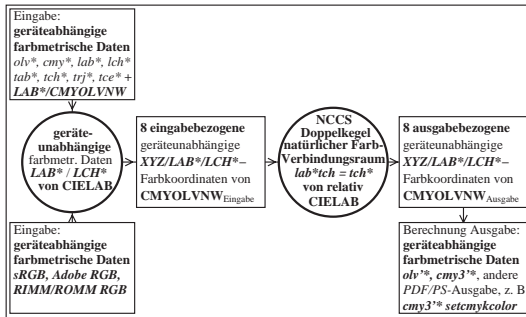 Eingabe:
geräteabhängige
farbmetrische Daten
olv*, cmy*, lab*, lch*
tab*, tch*, trj*, tce* +
LAB*/CMYOLVNW
geräte-
unabhängige
farbmetr. Daten
LAB* / LCH*
von CIELAB
Eingabe:
geräteabhängige
farbmetrische Daten
sRGB, Adobe RGB,
RIMM/ROMM RGB
8 eingabebezogene
geräteunabhängige
XYZ/LAB*/LCH*–
Farbkoordinaten von
CMYOLVNWEingabe
NCCS
Doppelkegel
natürlicher Farb-
Verbindungsraum
lab*tch = tch*
von relativ
CIELAB
8 ausgabebezogene
geräteunabhängige
XYZ/LAB*/LCH*–
Farbkoordinaten von
CMYOLVNWAusgabe
Berechnung Ausgabe:
geräteabhängige
farbmetrische Daten
olv'*, cmy3'*, andere
PDF/PS-Ausgabe, z. B
cmy3'* setcmykcolor